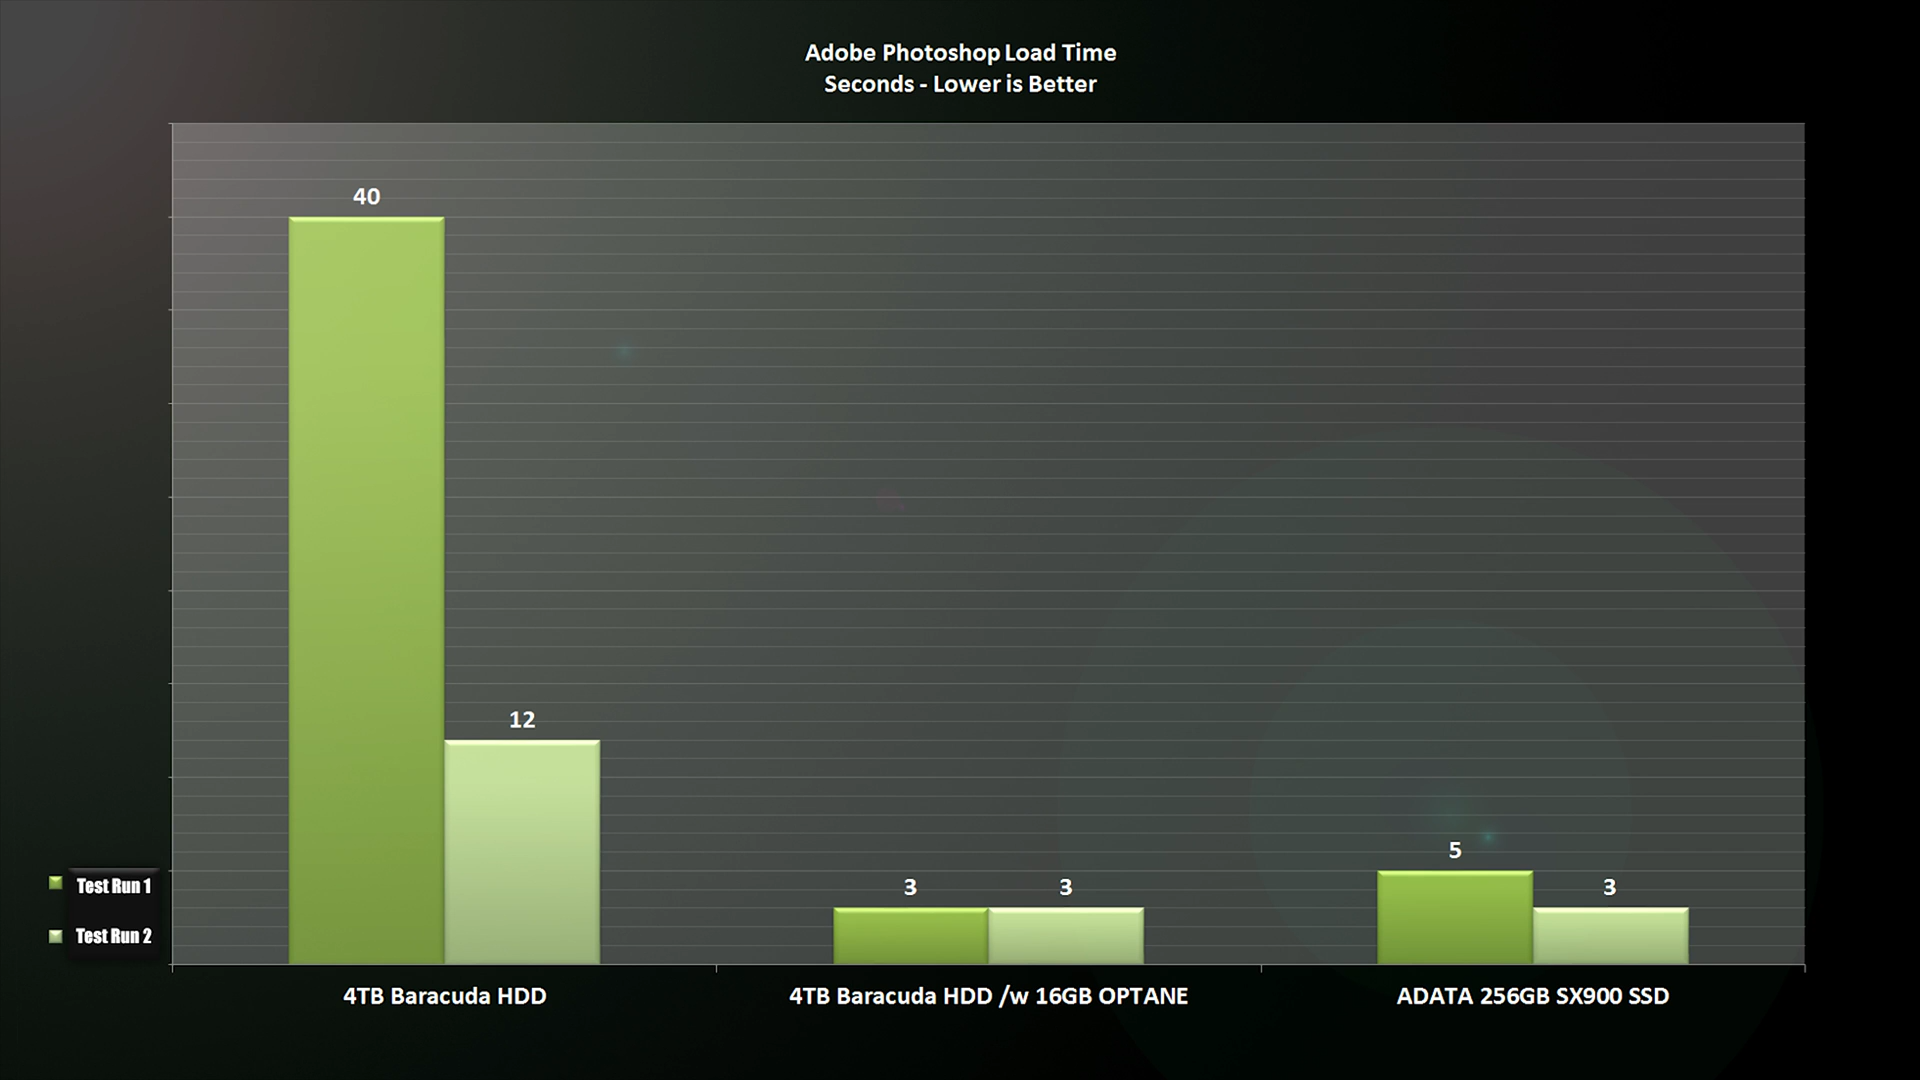 Adobe Photoshop Load Time
Seconds - Lower is Better
40
12
3
3
5
3
Test Run 1
Test Run 2
4TB Baracuda HDD
4TB Baracuda HDD /w 16GB OPTANE
ADATA 256GB SX900 SSD